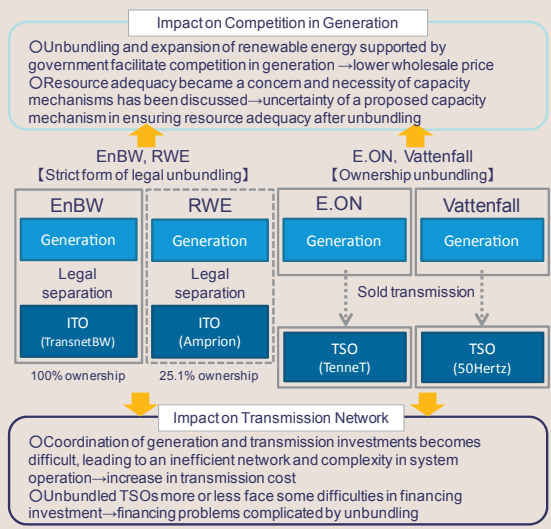 Impact on Competition in Generation
○Unbundling and expansion of renewable energy supported by
government facilitate competition in generation →lower wholesale price
○Resource adequacy became a concern and necessity of capacity
mechanisms has been discussed→uncertainty of a proposed capacity
mechanism in ensuring resource adequacy after unbundling
EnBW, RWE
【Strict form of legal unbundling】
E.ON, Vattenfall
【Ownership unbundling】
EnBW
Generation
Legal
separation
ITO
(TransnetBW)
100% ownership
RWE
Generation
Legal
separation
ITO
(Amprion)
25.1% ownership
E.ON
Generation
Vattenfall
Generation
Sold transmission
TSO
(TenneT)
TSO
(50Hertz)
Impact on Transmission Network
○Coordination of generation and transmission investments becomes
difficult, leading to an inefficient network and complexity in system
operation→increase in transmission cost
○Unbundled TSOs more or less face some difficulties in financing
investment→financing problems complicated by unbundling